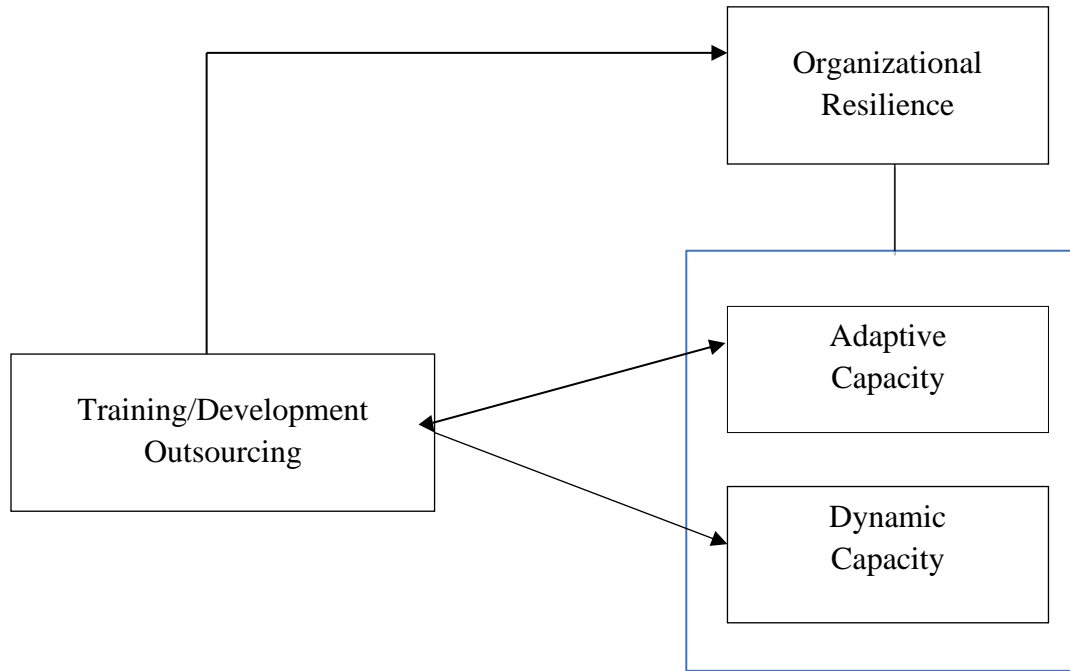 Organizational
Resilience
Adaptive
Capacity
Training/Development
Outsourcing
Dynamic
Capacity